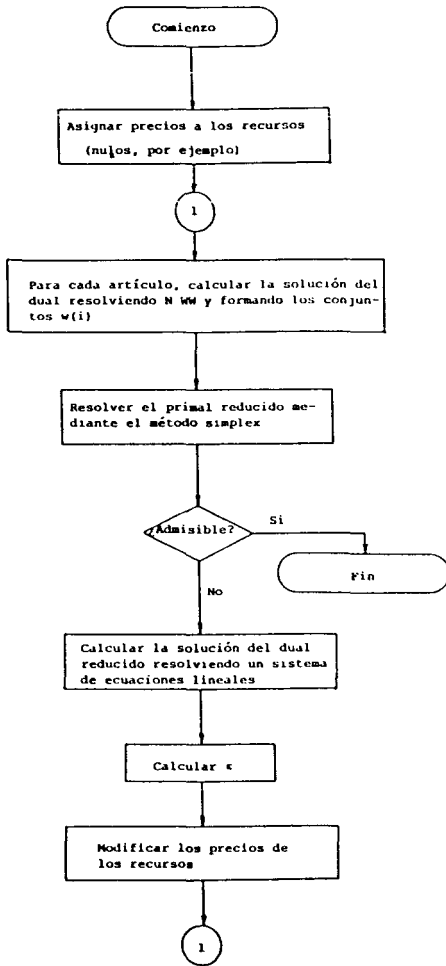 Comienzo
Asignar precios a los recursos
(nulos, por ejemplo)
1
Para cada artículo, calcular la solución del
dual resolviendo N WW y formando los conjun-
tos w(i)
Resolver el primal reducido me-
diante el método simplex
¿Admisible?
Si
Fin
No
Calcular la solución del dual
reducido resolviendo un sistema
de ecuaciones lineales
Calcular
Modificar los precios de
los recursos
1